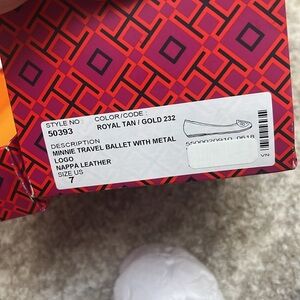 STYLE NO COLOR/CODE:
50393 ROYAL TAN / GOLD 232
DESCRIPTION
MINNIE TRAVEL BALLET WITH METAL
LOGO
NAPPA LEATHER
SIZE US
7
VN